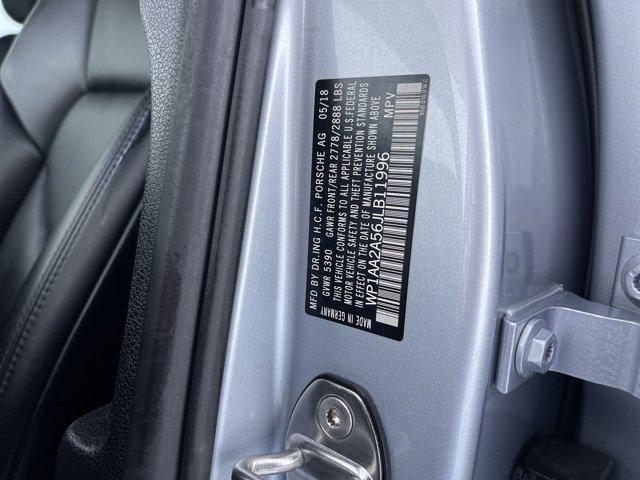 MFD BY DR.ING H.C.F. PORSCHE AG 05/18
GVWR 5390 GAWR FRONT/REAR 2778/2888 LBS
THIS VEHICLE CONFORMS TO ALL APPLICABLE U.S.FEDERAL
MOTOR VEHICLE SAFETY AND THEFT PREVENTION STANDARDS
IN EFFECT ON THE DATE OF MANUFACTURE SHOWN ABOVE
WP1AA2A56JLB11996 MPV
MADE IN GERMANY